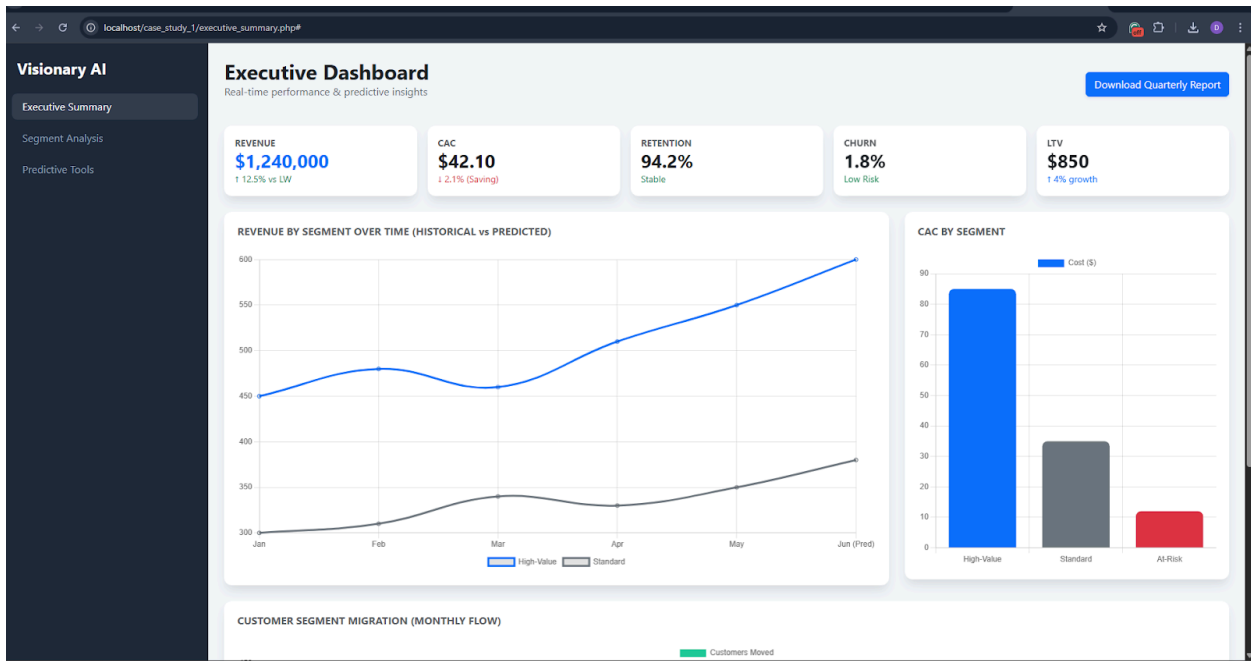 localhost/case_study_1/executive_summary.php#
off
D
Visionary AI
Executive Summary
Segment Analysis
Predictive Tools
Executive Dashboard
Real-time performance & predictive insights
Download Quarterly Report
REVENUE
$1,240,000
↑ 12.5% vs LW
CAC
$42.10
↓ 2.1% (Saving)
RETENTION
94.2%
Stable
CHURN
1.8%
Low Risk
LTV
$850
↑ 4% growth
REVENUE BY SEGMENT OVER TIME (HISTORICAL vs PREDICTED)
600
550
500
450
400
350
300
Jan Feb Mar Apr May Jun (Pred)
High-Value Standard
CAC BY SEGMENT
Cost ($)
90
80
70
60
50
40
30
20
10
0
High-Value Standard At-Risk
CUSTOMER SEGMENT MIGRATION (MONTHLY FLOW)
Customers Moved